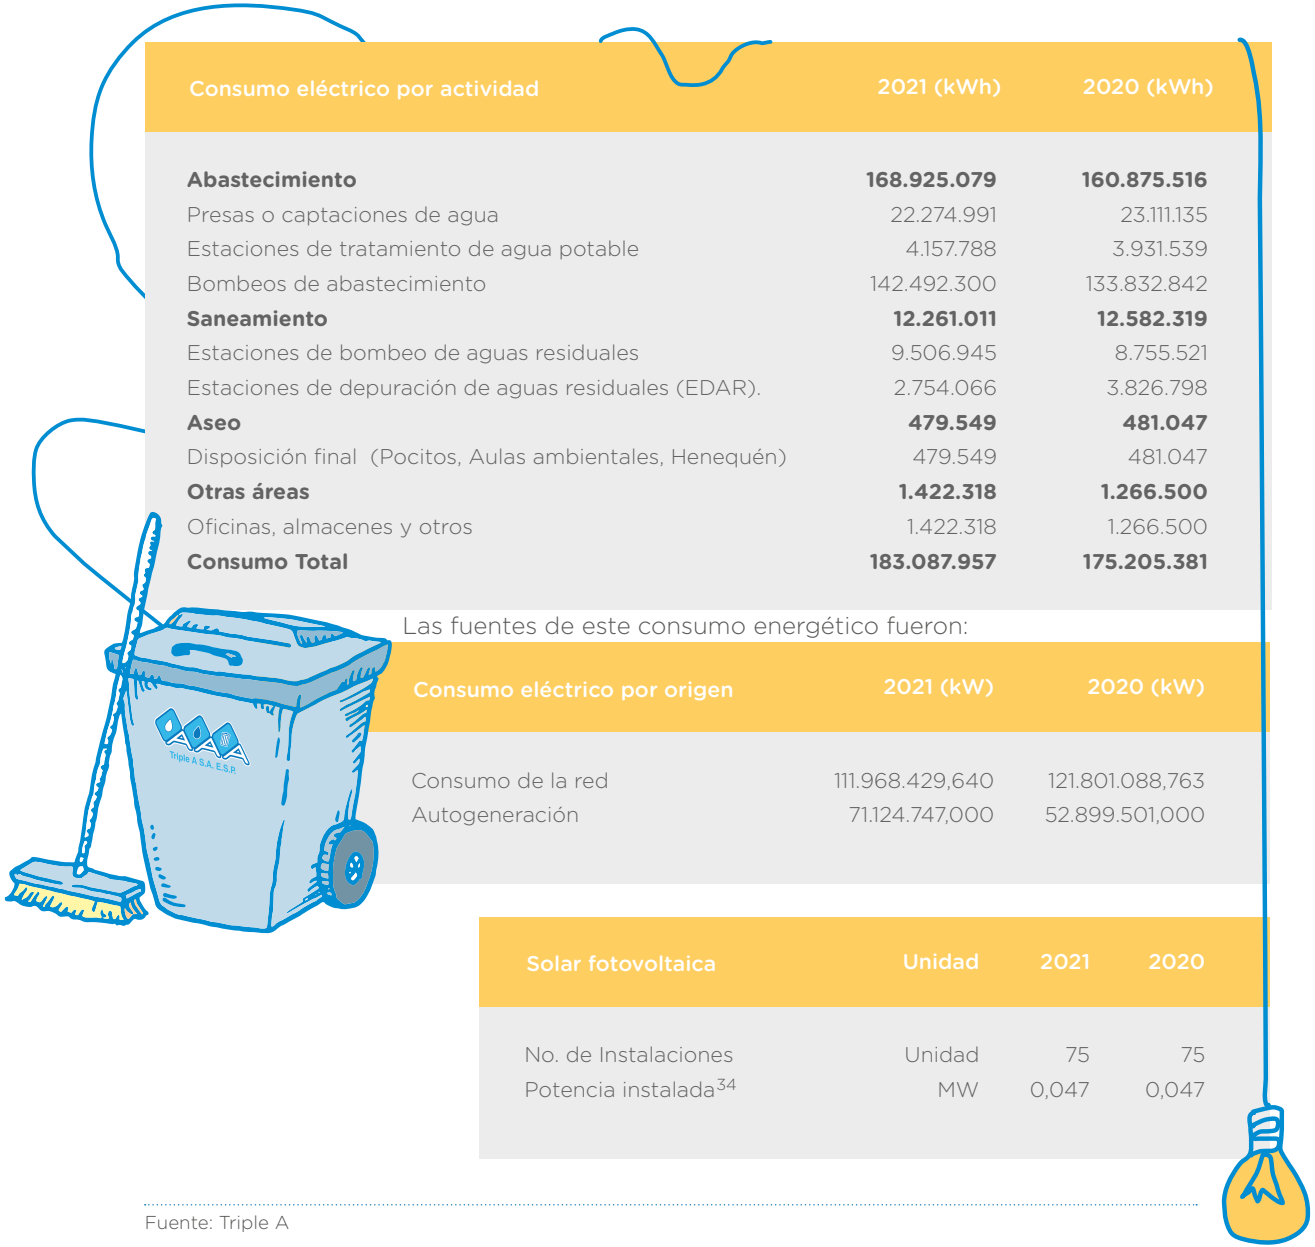 Consumo eléctrico por actividad 2021 (kWh) 2020 (kWh)
Abastecimiento 168.925.079 160.875.516
Presas o captaciones de agua 22.274.991 23.111.135
Estaciones de tratamiento de agua potable 4.157.788 3.931.539
Bombeos de abastecimiento 142.492.300 133.832.842
Saneamiento 12.261.011 12.582.319
Estaciones de bombeo de aguas residuales 9.506.945 8.755.521
Estaciones de depuración de aguas residuales (EDAR). 2.754.066 3.826.798
Aseo 479.549 481.047
Disposición final (Pocitos, Aulas ambientales, Henequén) 479.549 481.047
Otras áreas 1.422.318 1.266.500
Oficinas, almacenes y otros 1.422.318 1.266.500
Consumo Total 183.087.957 175.205.381
Las fuentes de este consumo energético fueron:
Consumo eléctrico por origen 2021 (kW) 2020 (kW)
Consumo de la red 111.968.429,640 121.801.088,763
Autogeneración 71.124.747,000 52.899.501,000
Triple A S.A. E.S.P.
Solar fotovoltaica Unidad 2021 2020
No. de Instalaciones Unidad 75 75
Potencia instalada34 MW 0,047 0,047
Fuente: Triple A